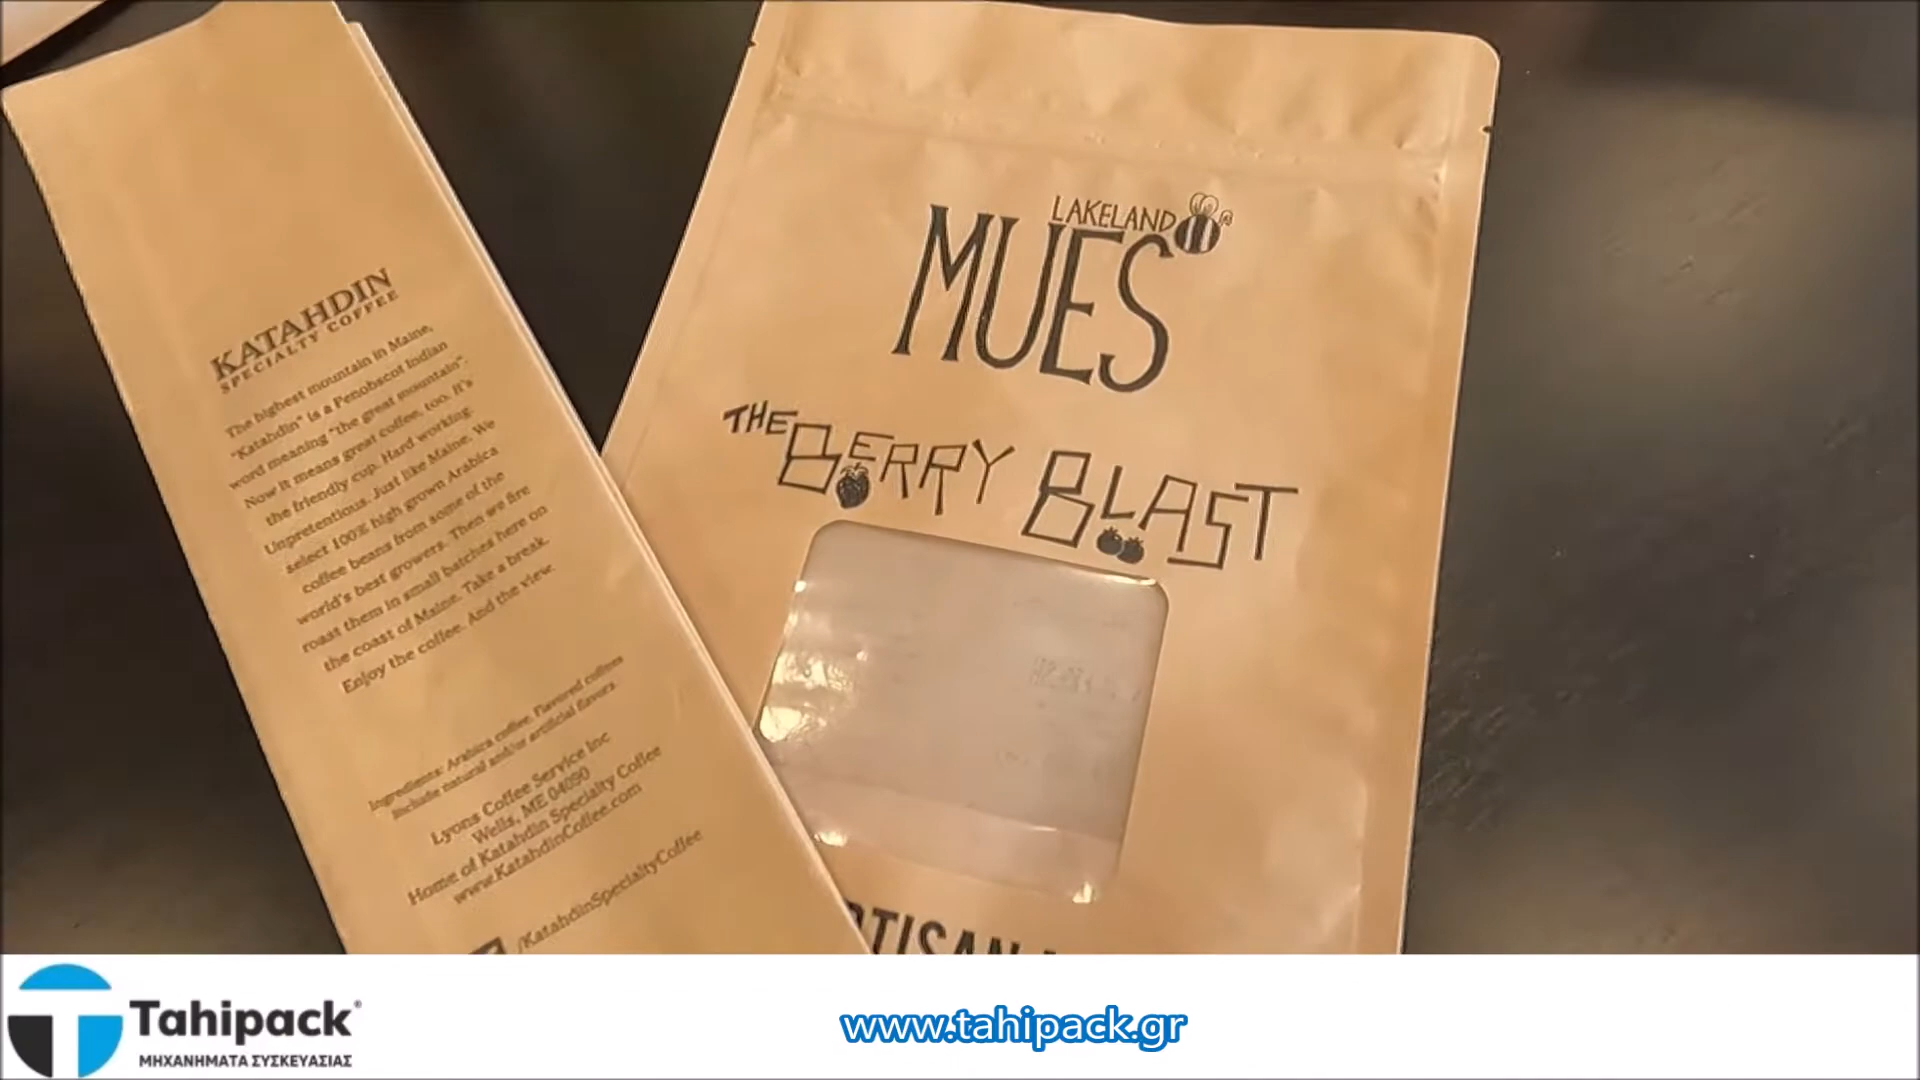 KATAHDIN
SPECIALTY COFFEE
The highest mountain in Maine,
"Katahdin" is a Penobscot Indian
word meaning "the great mountain".
Now it means great coffee, too. It's
the friendly cup. Hard working.
Unpretentious. Just like Maine. We
select 100% high grown Arabica
coffee beans from some of the
world's best growers. Then we fire
roast them in small batches here on
the coast of Maine. Take a break.
Enjoy the coffee. And the view.
Ingredients: Arabica coffee. Flavored coffees
include natural and/or artificial flavors.
Lyons Coffee Service Inc
Wells, ME 04090
Home of Katahdin Specialty Coffee
www.KatahdinCoffee.com
/KatahdinSpecialtyCoffee
LAKELAND
MUES
THE BERRY BLAST
RTISAN
Tahipack®
ΜΗΧΑΝΗΜΑΤΑ ΣΥΣΚΕΥΑΣΙΑΣ
www.tahipack.gr